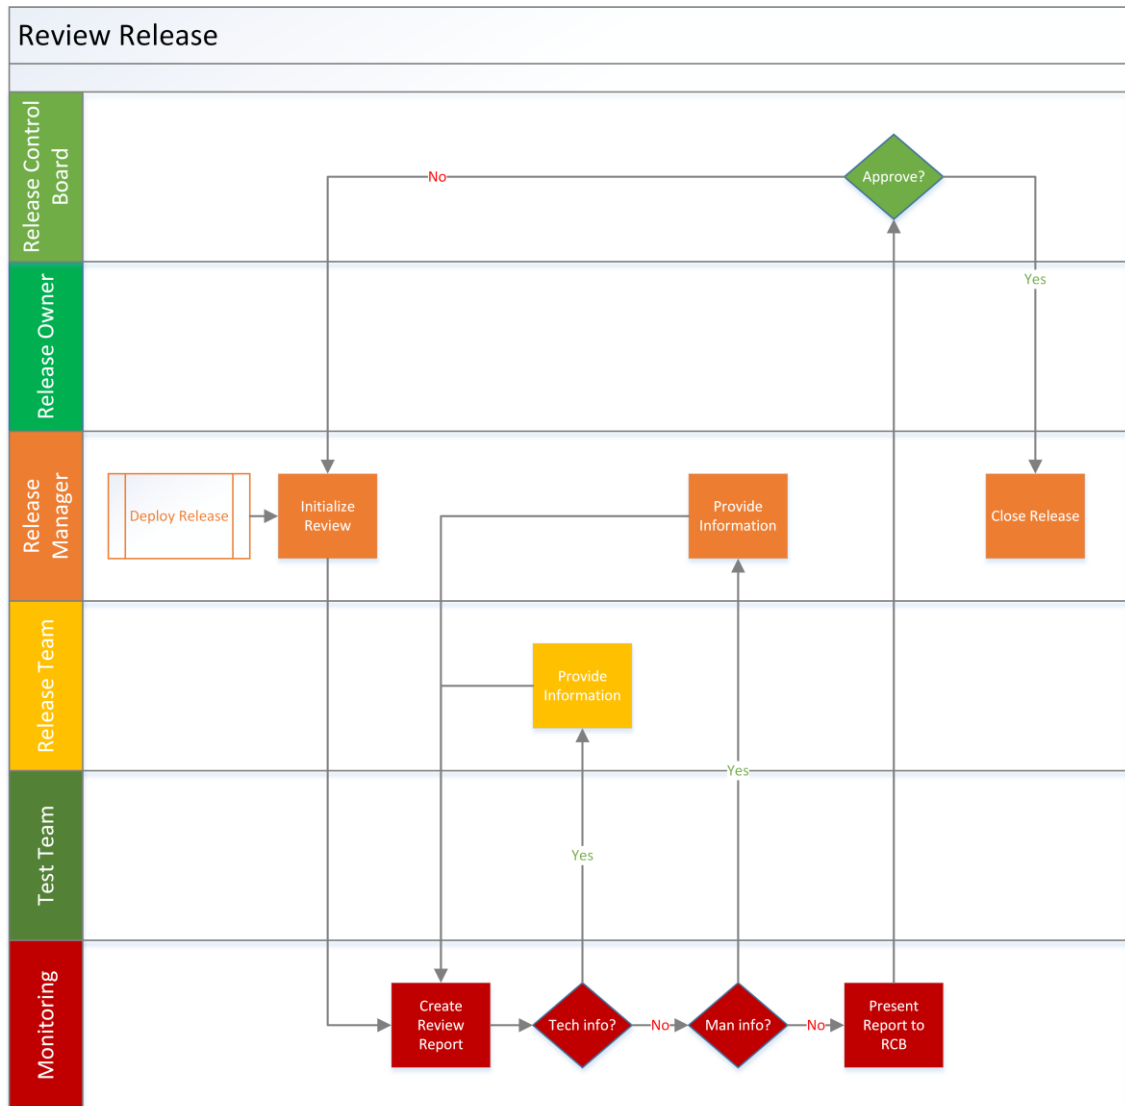 Review Release
Release Control
Board
Approve?
No
Yes
Release Owner
Release
Manager
Deploy Release
Initialize
Review
Provide
Information
Close Release
Release Team
Provide
Information
Yes
Test Team
Yes
Monitoring
Create
Review
Report
Tech info?
No
Man info?
No
Present
Report to
RCB